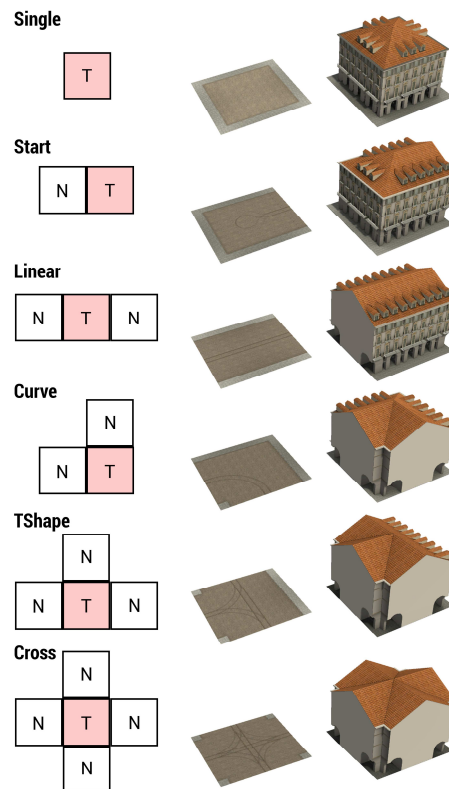 Single
T
Start
N T
Linear
N T N
Curve
N
N T
TShape
N
N T N
Cross
N
N T N
N